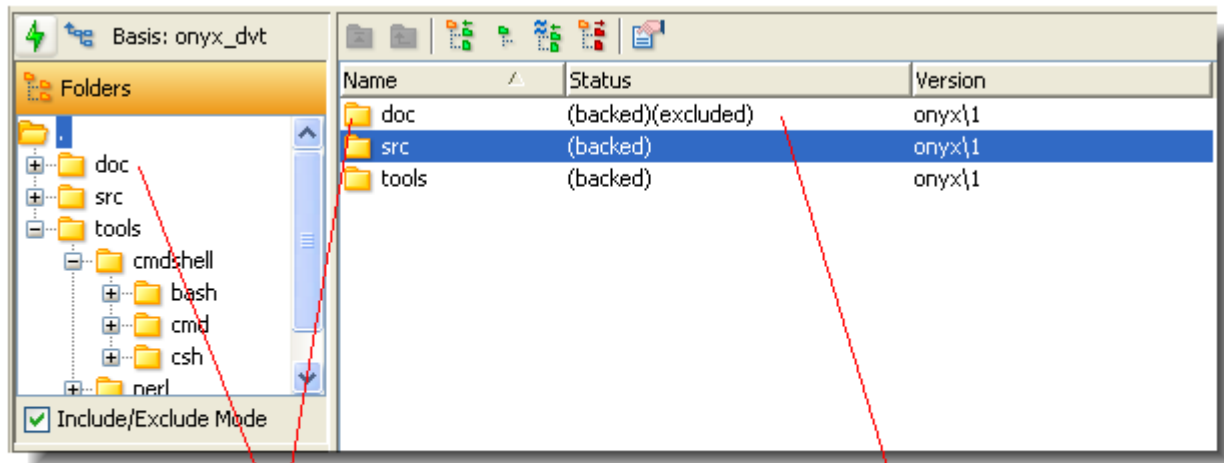 Basis: onyx_dvt
Folders
.
doc
src
tools
cmdshell
bash
cmd
csh
perl
Include/Exclude Mode
Name Status Version
doc (backed)(excluded) onyx\1
src (backed) onyx\1
tools (backed) onyx\1